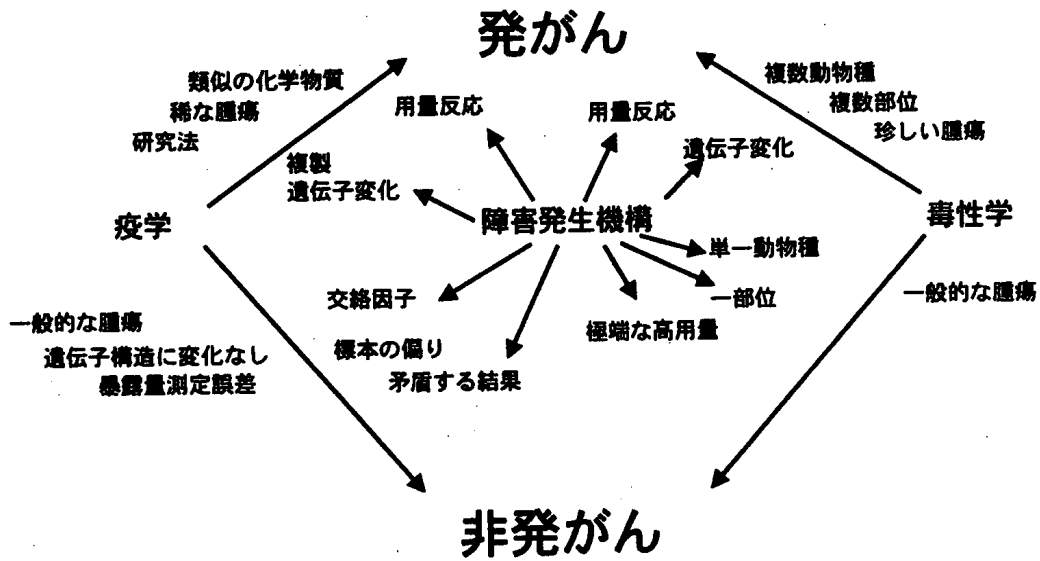 発がん
類似の化学物質
稀な腫瘍
研究法
用量反応
用量反応
複数動物種
複数部位
珍しい腫瘍
複製
遺伝子変化
遺伝子変化
疫学
障害発生機構
毒性学
単一動物種
一部位
極端な高用量
一般的な腫瘍
交絡因子
標本の偏り
矛盾する結果
一般的な腫瘍
遺伝子構造に変化なし
暴露量測定誤差
非発がん